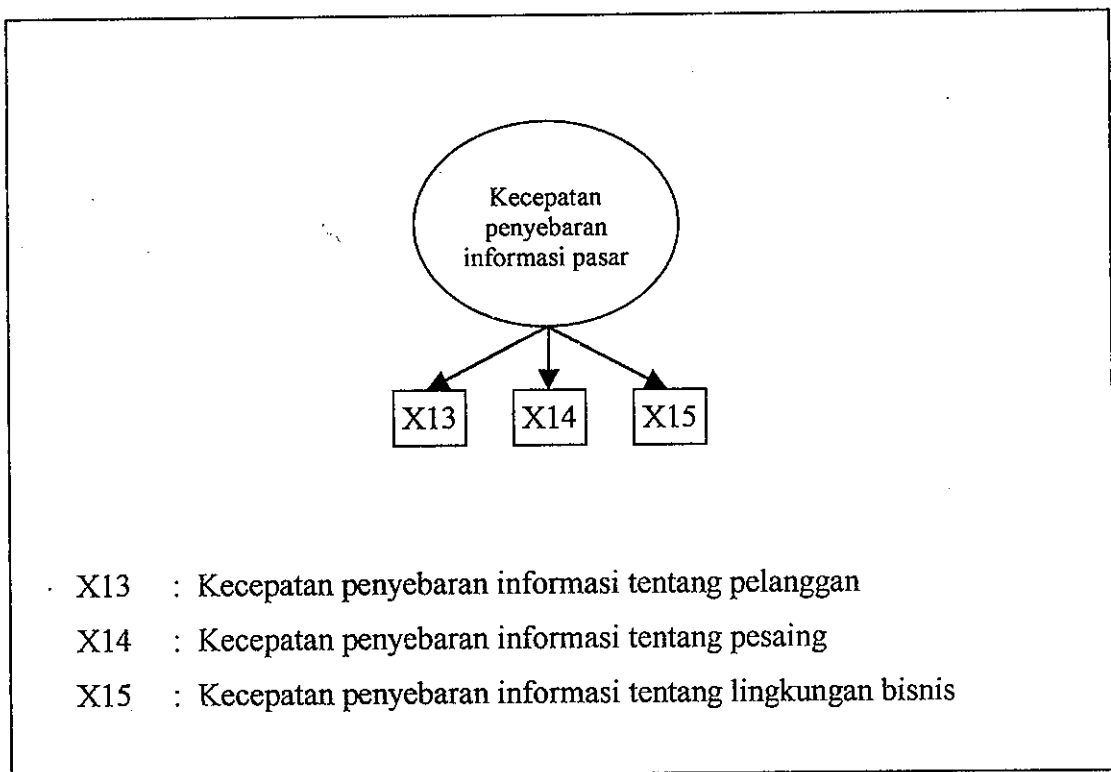 Kecepatan
penyebaran
informasi pasar
X13 X14 X15
X13 : Kecepatan penyebaran informasi tentang pelanggan
X14 : Kecepatan penyebaran informasi tentang pesaing
X15 : Kecepatan penyebaran informasi tentang lingkungan bisnis